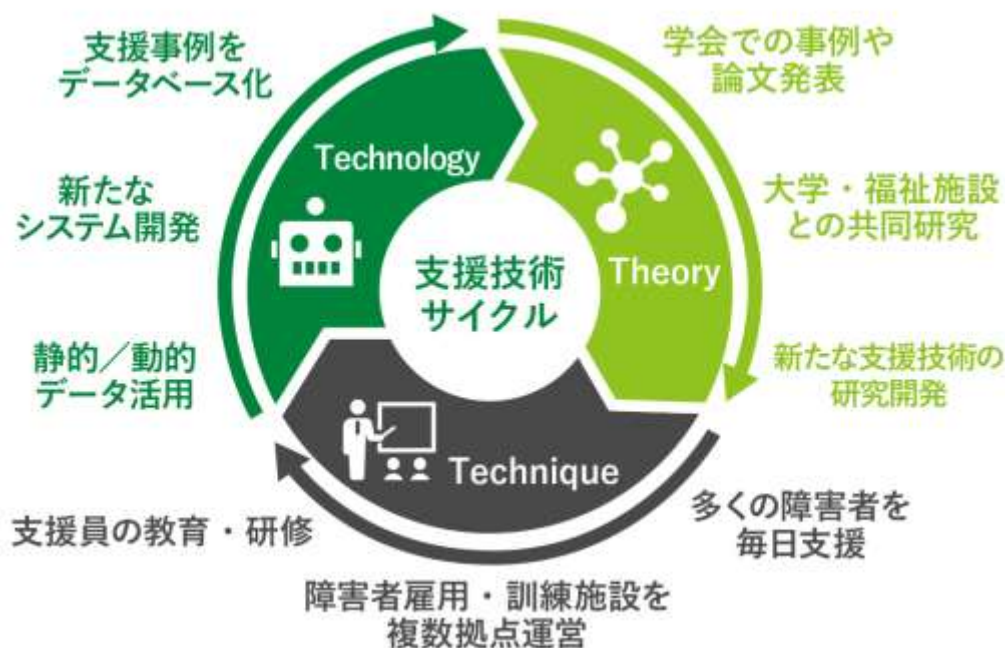 支援事例を
データベース化
学会での事例や
論文発表
Technology
新たな
システム開発
大学・福祉施設
との共同研究
支援技術
サイクル
Theory
静的／動的
データ活用
新たな支援技術の
研究開発
Technique
多くの障害者を
毎日支援
支援員の教育・研修
障害者雇用・訓練施設を
複数拠点運営